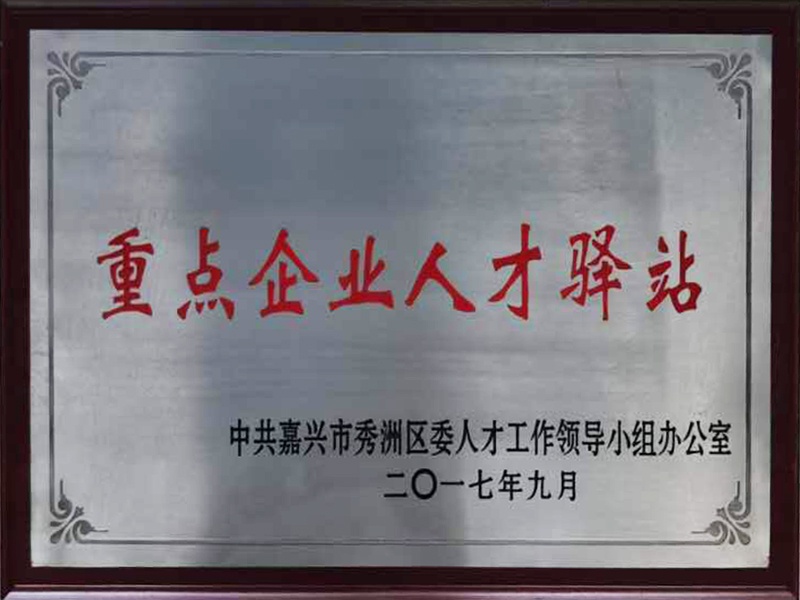 重点企业人才驿站
中共嘉兴市秀洲区委人才工作领导小组办公室
二〇一七年九月